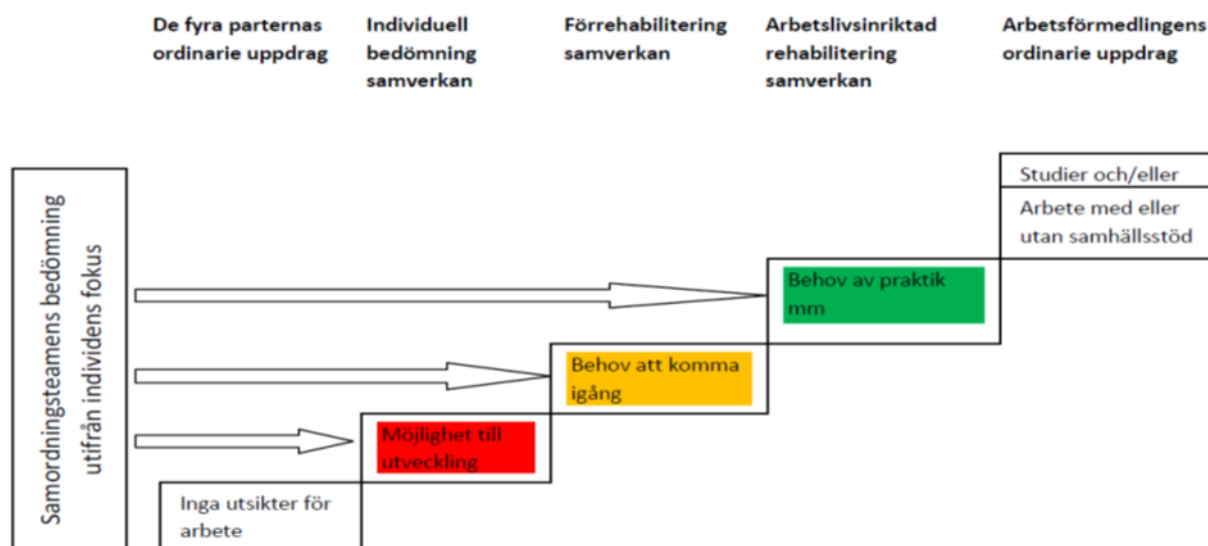 De fyra parternas
ordinarie uppdrag
Individuell
bedömning
samverkan
Förrehabilitering
samverkan
Arbetslivsinriktad
rehabilitering
samverkan
Arbetsförmedlingens
ordinarie uppdrag
Samordningsteamens bedömning
utifrån individens fokus
Studier och/eller
Arbete med eller
utan samhällsstöd
Behov av praktik
mm
Behov att komma
igång
Möjlighet till
utveckling
Inga utsikter för
arbete